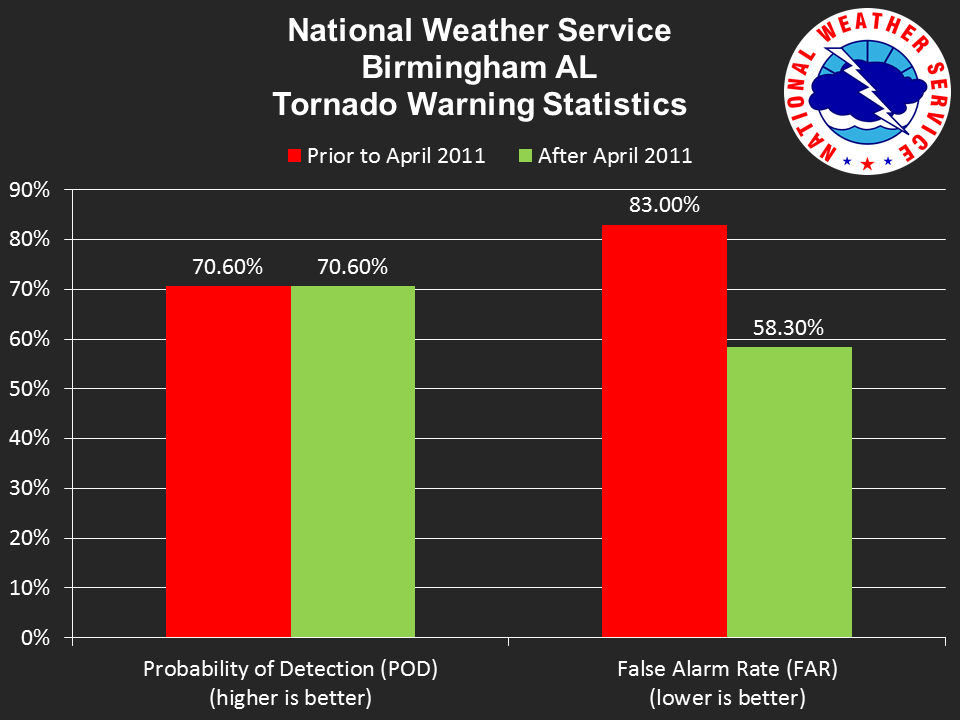 National Weather Service
Birmingham AL
Tornado Warning Statistics
NATIONAL WEATHER SERVICE
Prior to April 2011 After April 2011
90%
80%
70%
60%
50%
40%
30%
20%
10%
0%
70.60% 70.60%
83.00%
58.30%
Probability of Detection (POD)
(higher is better)
False Alarm Rate (FAR)
(lower is better)